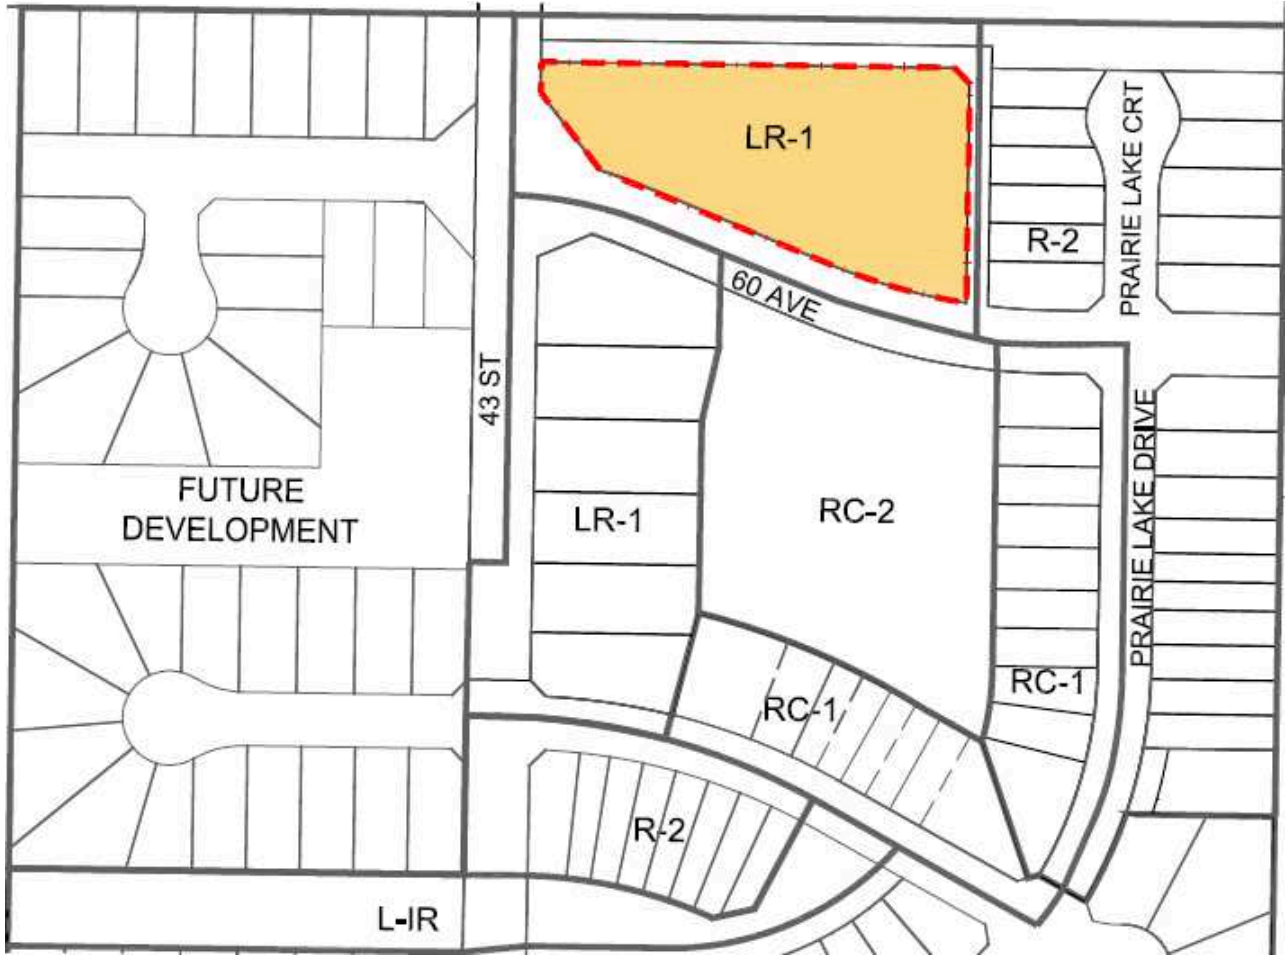 LR-1
PRAIRIE LAKE CRT
R-2
60 AVE
43 ST
FUTURE
DEVELOPMENT
LR-1
RC-2
PRAIRIE LAKE DRIVE
RC-1
RC-1
R-2
L-IR